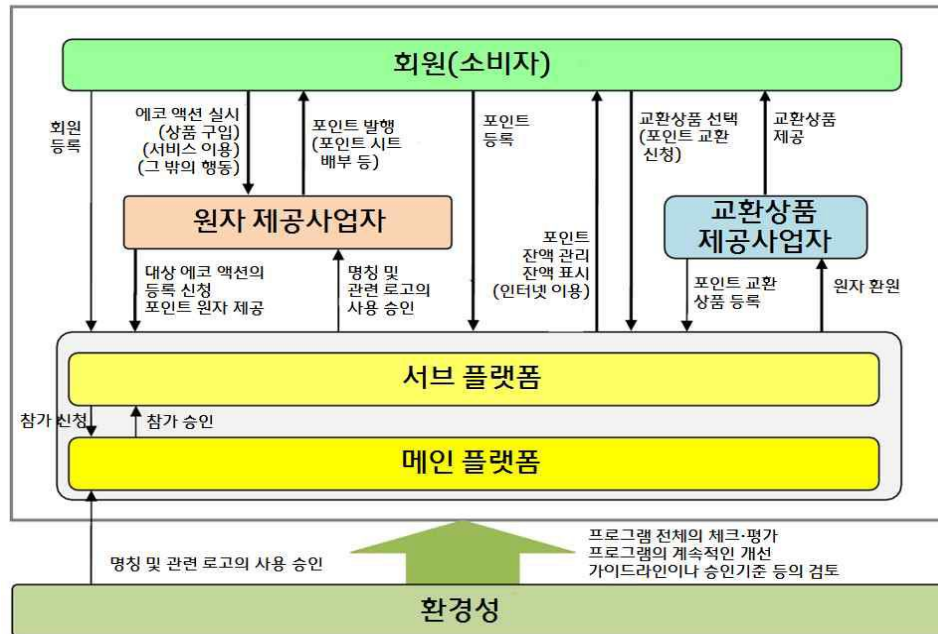 회원(소비자)
회원
등록
에코 액션 실시
(상품 구입)
(서비스 이용)
(그 밖의 행동)
포인트 발행
(포인트 시트
배부 등)
포인트
등록
교환상품 선택
(포인트 교환
신청)
교환상품
제공
원자 제공사업자
교환상품
제공사업자
대상 에코 액션의
등록 신청
포인트 원자 제공
명칭 및
관련 로고의
사용 승인
포인트
잔액 관리
잔액 표시
(인터넷 이용)
포인트 교환
상품 등록
원자 환원
서브 플랫폼
참가 신청
참가 승인
메인 플랫폼
명칭 및 관련 로고의 사용 승인
프로그램 전체의 체크·평가
프로그램의 계속적인 개선
가이드라인이나 승인기준 등의 검토
환경성